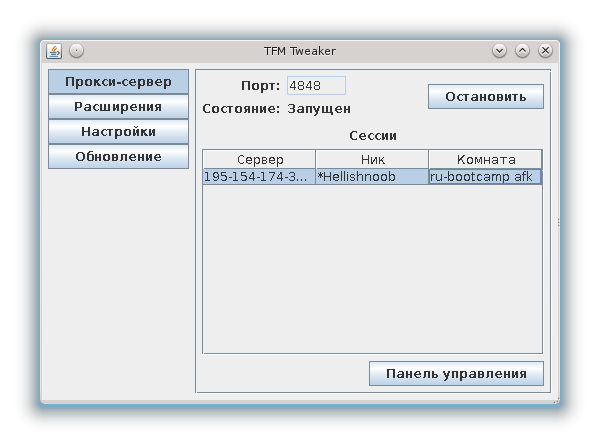 TFM Tweaker
Прокси-сервер
Расширения
Настройки
Обновление
Порт: 4848
Состояние: Запущен
Остановить
Сессии
Сервер Ник Комната
195-154-174-3... *Hellishnoob ru-bootcamp afk
Панель управления